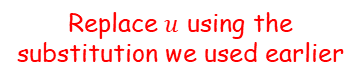 Replace u using the
substitution we used earlier